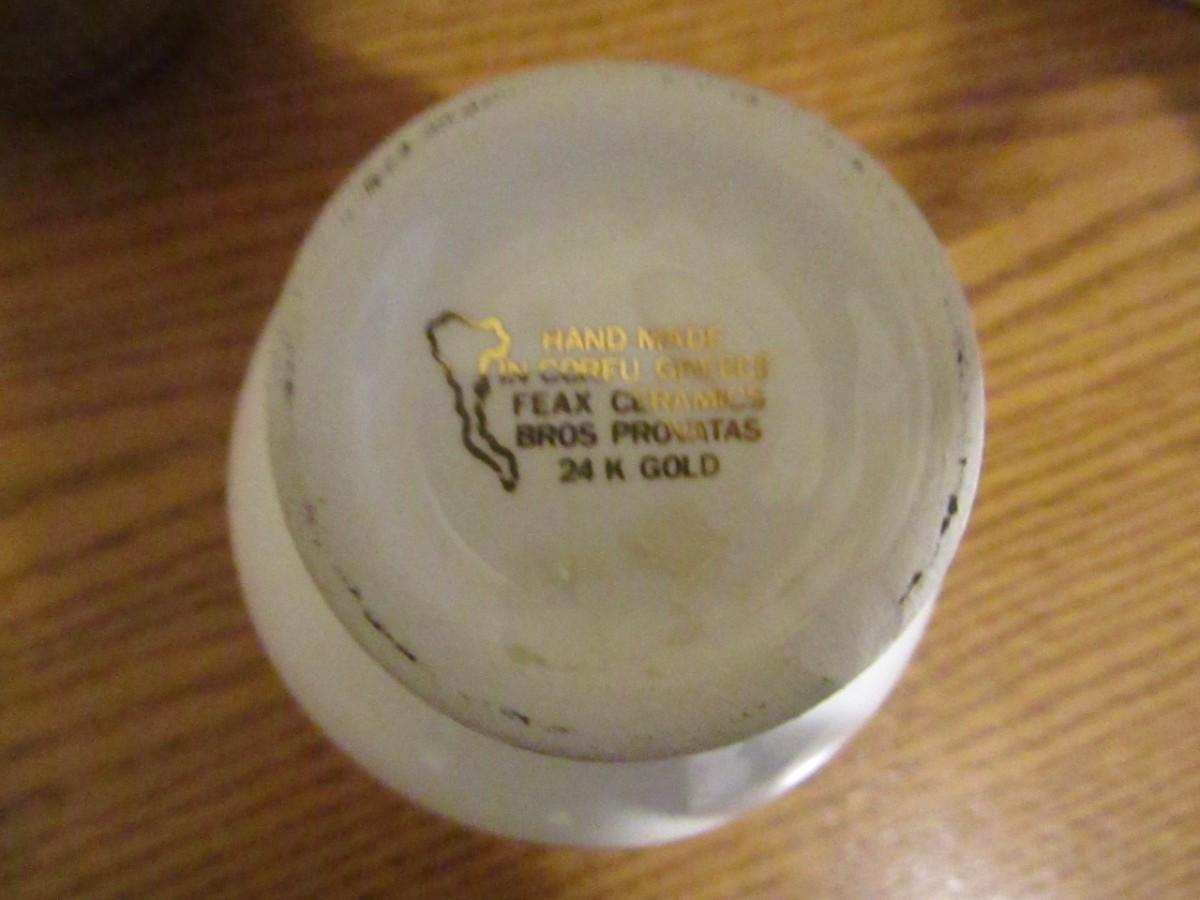 HAND MADE
IN CORFU GREECE
FEAX CERAMICS
BROS PROVATAS
24 K GOLD